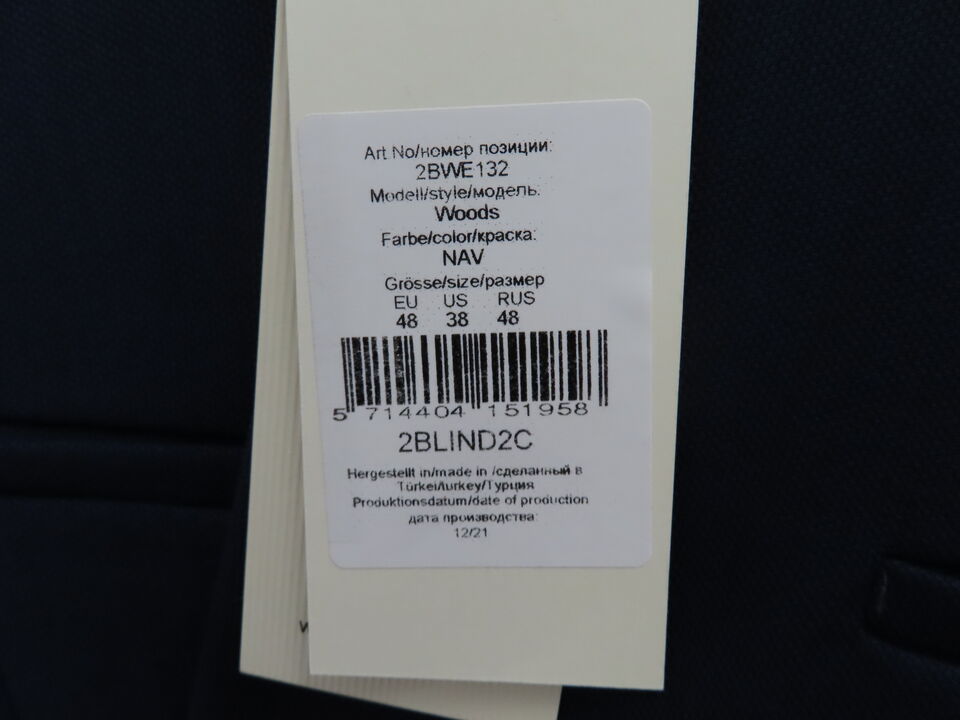 Art No/номер позиции:
2BWE132
Modell/style/модель:
Woods
Farbe/color/краска:
NAV
Grösse/size/размер
EU US RUS
48 38 48
5 714404 151958
2BLIND2C
Hergestellt in/made in /сделанный в
Türkei/turkey/Турция
Produktionsdatum/date of production
дата производства:
12/21